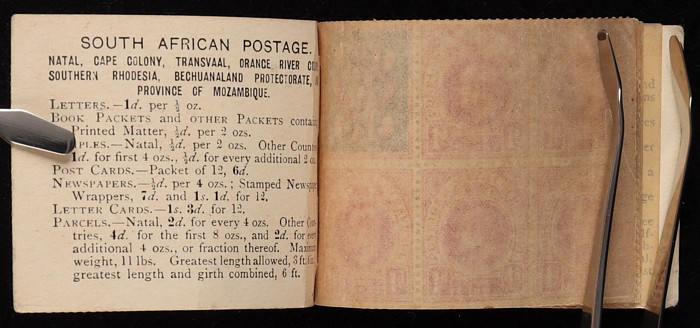 SOUTH AFRICAN POSTAGE.
NATAL, CAPE COLONY, TRANSVAAL, ORANGE RIVER
SOUTHERN RHODESIA, BECHUANALAND PROTECTORATE,
PROVINCE OF MOZAMBIQUE.
LETTERS.—1d. per ½ oz.
BOOK PACKETS AND OTHER PACKETS
Printed Matter, ½d. per 2 ozs.
—Natal, ½d. per 2 ozs. Other
1d. for first 4 ozs., ½d. for every additional 2
POST CARDS.—Packet of 12, 6d.
NEWSPAPERS.—½d. per 4 ozs.; Stamped
Wrappers, 7d. and 1s. 1d. for 12.
LETTER CARDS.—1s. 3d. for 12.
PARCELS.—Natal, 2d. for every 4 ozs. Other
tries, 4d. for the first 8 ozs., and 2d. for
additional 4 ozs., or fraction thereof.
weight, 11 lbs. Greatest length allowed, 3 ft.
greatest length and girth combined, 6 ft.